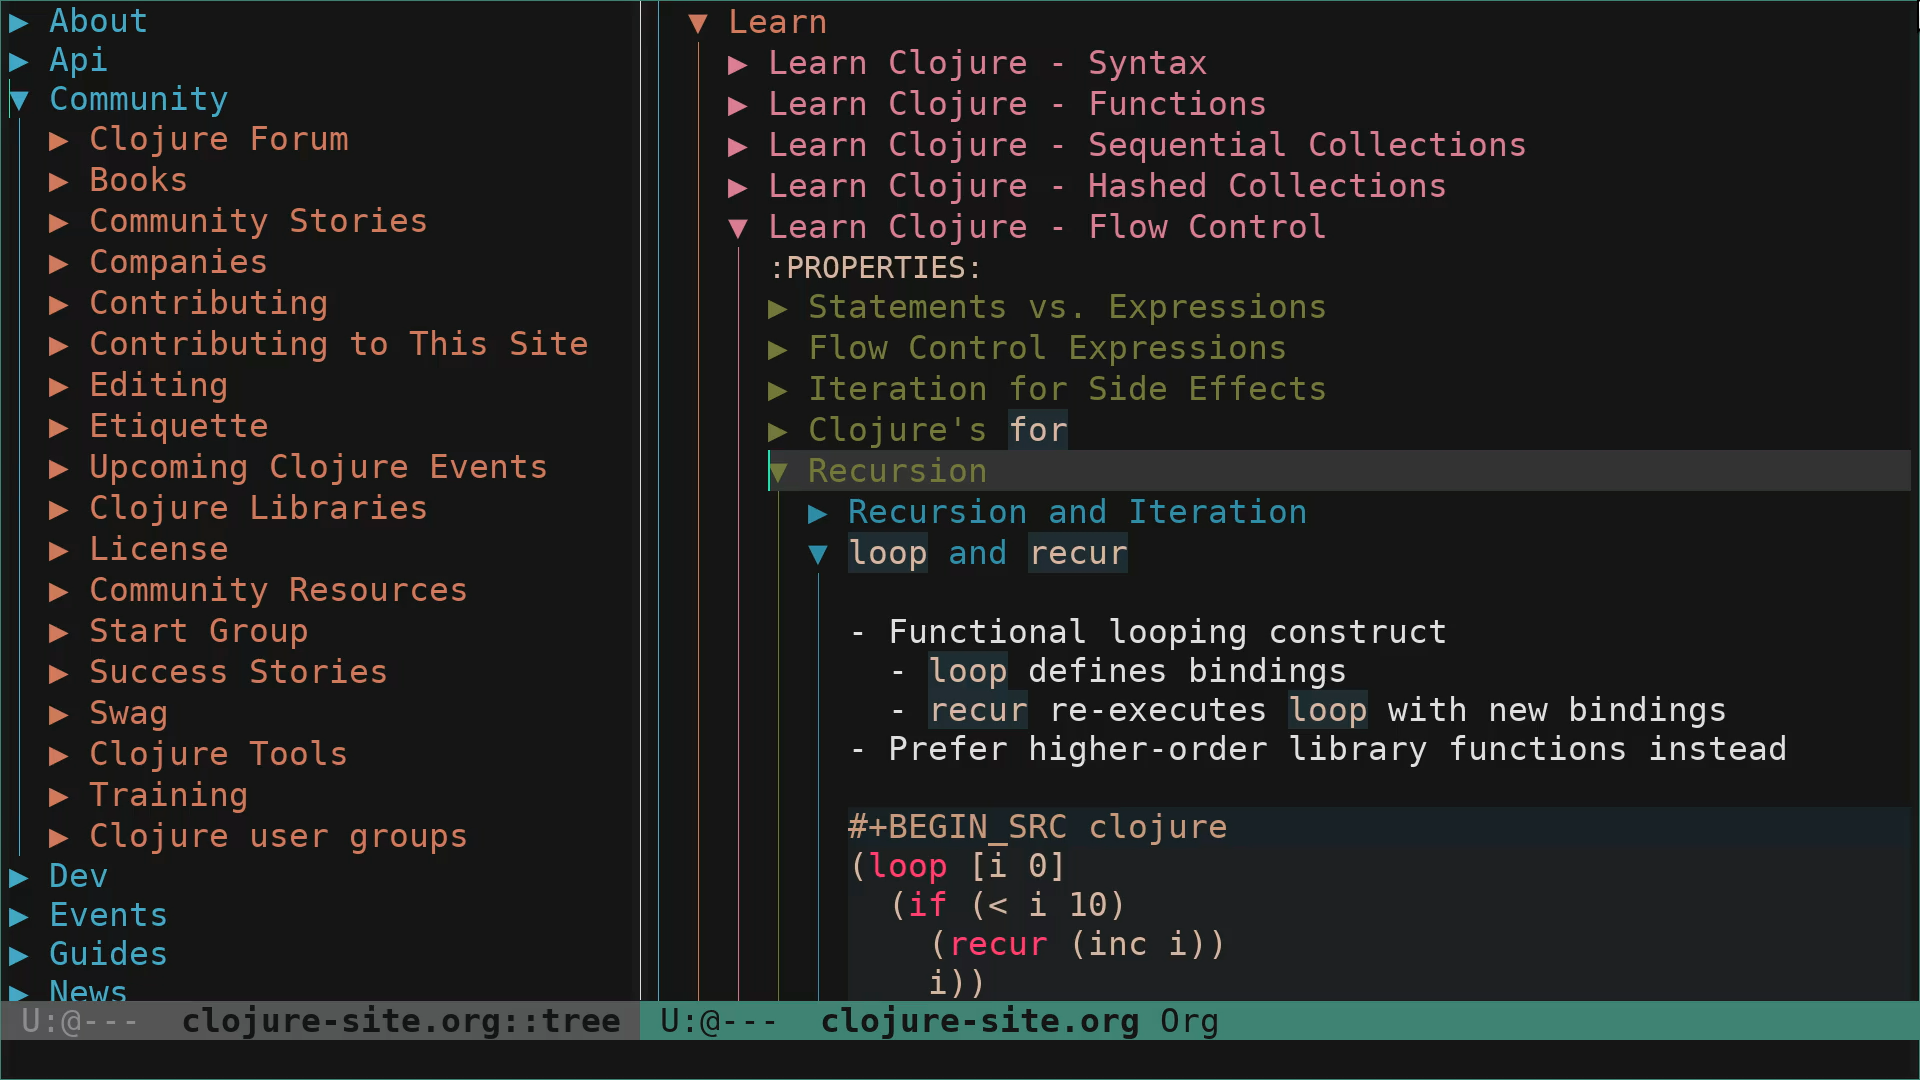 ▶ About
▶ Api
▼ Community
▶ Clojure Forum
▶ Books
▶ Community Stories
▶ Companies
▶ Contributing
▶ Contributing to This Site
▶ Editing
▶ Etiquette
▶ Upcoming Clojure Events
▶ Clojure Libraries
▶ License
▶ Community Resources
▶ Start Group
▶ Success Stories
▶ Swag
▶ Clojure Tools
▶ Training
▶ Clojure user groups
▶ Dev
▶ Events
▶ Guides
▶ News
U:@--- clojure-site.org::tree
▼ Learn
▶ Learn Clojure - Syntax
▶ Learn Clojure - Functions
▶ Learn Clojure - Sequential Collections
▶ Learn Clojure - Hashed Collections
▼ Learn Clojure - Flow Control
:PROPERTIES:
▶ Statements vs. Expressions
▶ Flow Control Expressions
▶ Iteration for Side Effects
▶ Clojure's for
▼ Recursion
▶ Recursion and Iteration
▼ loop and recur
- Functional looping construct
- loop defines bindings
- recur re-executes loop with new bindings
- Prefer higher-order library functions instead
#+BEGIN_SRC clojure
(loop [i 0]
(if (< i 10)
(recur (inc i))
i))
U:@--- clojure-site.org Org